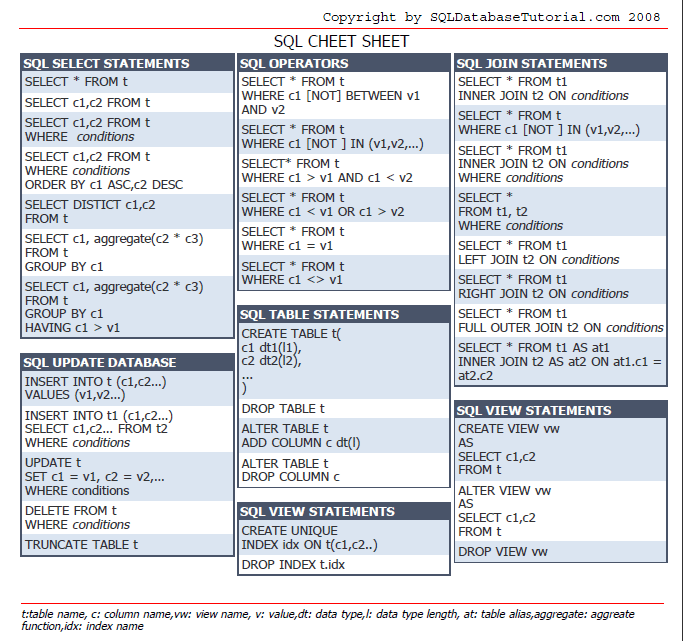 Copyright by SQLDatabaseTutorial.com 2008
SQL CHEET SHEET
SQL SELECT STATEMENTS
SELECT * FROM t
SELECT c1,c2 FROM t
SELECT c1,c2 FROM t
WHERE conditions
SELECT c1,c2 FROM t
WHERE conditions
ORDER BY c1 ASC,c2 DESC
SELECT DISTICT c1,c2
FROM t
SELECT c1, aggregate(c2 * c3)
FROM t
GROUP BY c1
SELECT c1, aggregate(c2 * c3)
FROM t
GROUP BY c1
HAVING c1 > v1
SQL UPDATE DATABASE
INSERT INTO t (c1,c2...)
VALUES (v1,v2...)
INSERT INTO t1 (c1,c2...)
SELECT c1,c2... FROM t2
WHERE conditions
UPDATE t
SET c1 = v1, c2 = v2,...
WHERE conditions
DELETE FROM t
WHERE conditions
TRUNCATE TABLE t
SQL OPERATORS
SELECT * FROM t
WHERE c1 [NOT] BETWEEN v1
AND v2
SELECT * FROM t
WHERE c1 [NOT ] IN (v1,v2,...)
SELECT* FROM t
WHERE c1 > v1 AND c1 < v2
SELECT * FROM t
WHERE c1 < v1 OR c1 > v2
SELECT * FROM t
WHERE c1 = v1
SELECT * FROM t
WHERE c1 <> v1
SQL TABLE STATEMENTS
CREATE TABLE t(
c1 dt1(l1),
c2 dt2(l2),
...
)
DROP TABLE t
ALTER TABLE t
ADD COLUMN c dt(l)
ALTER TABLE t
DROP COLUMN c
SQL VIEW STATEMENTS
CREATE UNIQUE
INDEX idx ON t(c1,c2..)
DROP INDEX t.idx
SQL JOIN STATEMENTS
SELECT * FROM t1
INNER JOIN t2 ON conditions
SELECT * FROM t
WHERE c1 [NOT ] IN (v1,v2,...)
SELECT * FROM t1
INNER JOIN t2 ON conditions
WHERE conditions
SELECT *
FROM t1, t2
WHERE conditions
SELECT * FROM t1
LEFT JOIN t2 ON conditions
SELECT * FROM t1
RIGHT JOIN t2 ON conditions
SELECT * FROM t1
FULL OUTER JOIN t2 ON conditions
SELECT * FROM t1 AS at1
INNER JOIN t2 AS at2 ON at1.c1 =
at2.c2
SQL VIEW STATEMENTS
CREATE VIEW vw
AS
SELECT c1,c2
FROM t
ALTER VIEW vw
AS
SELECT c1,c2
FROM t
DROP VIEW vw
t:table name, c: column name,vw: view name, v: value,dt: data type,l: data type length, at: table alias,aggregate: aggreate
function,idx: index name